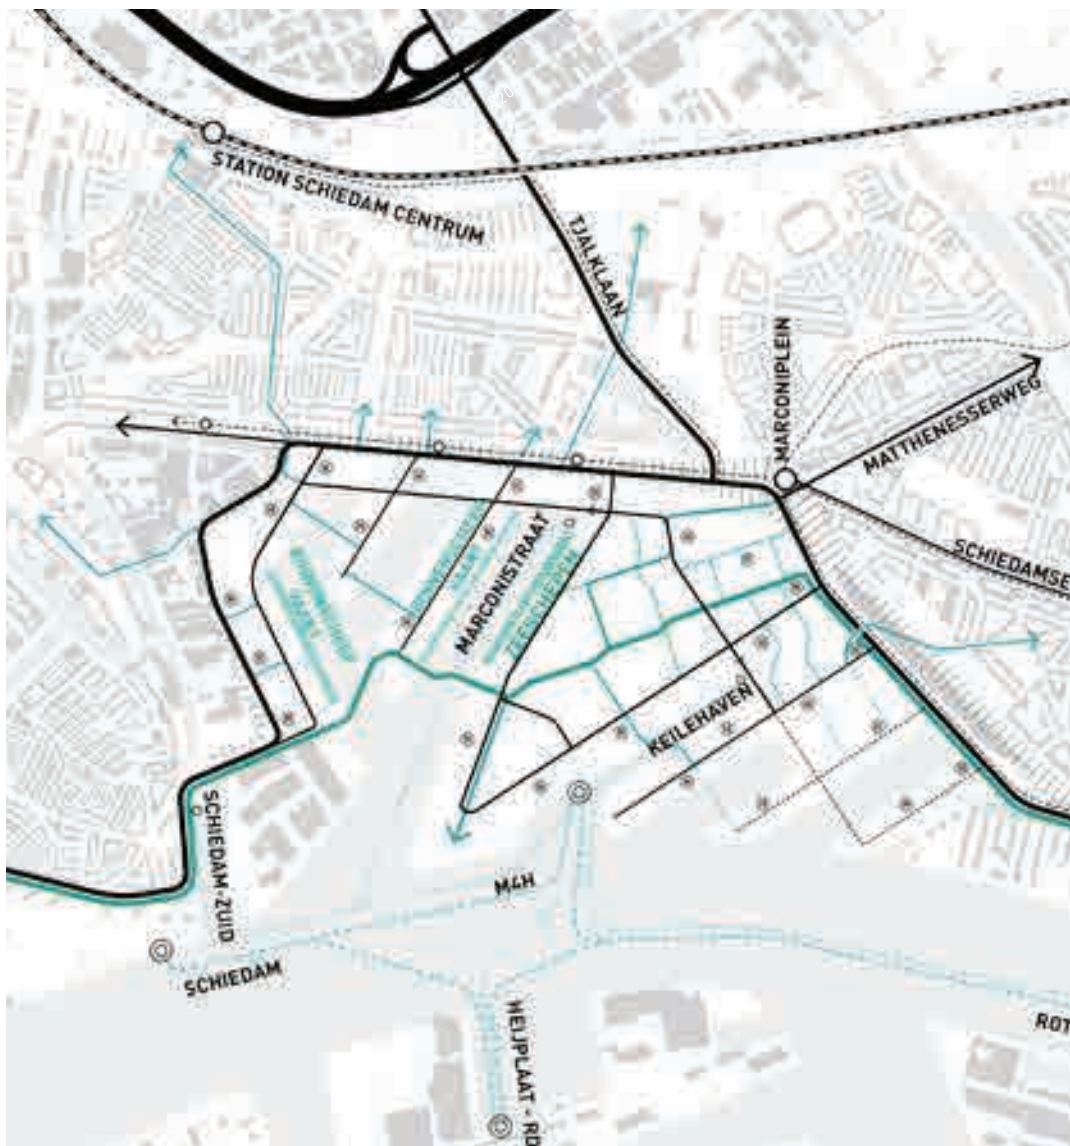 STATION SCHIEDAM CENTRUM
TJALKLAAN
MARCONIPLEIN
MATTHENESSERWEG
SCHIEDAMSE
MARCONISTRAAT
KEILEHAVEN
SCHIEDAM-ZUID
M4H
SCHIEDAM
HEIJPLAAT - RD
ROT